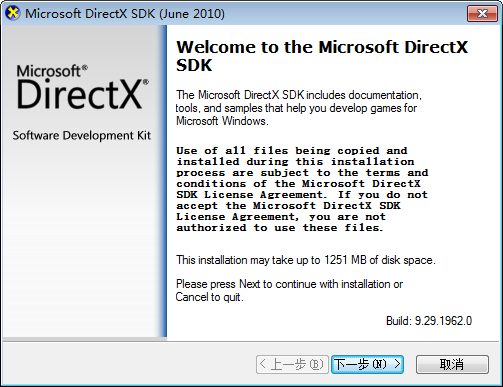 Microsoft DirectX SDK (June 2010)
Microsoft®
DirectX®
Software Development Kit
Welcome to the Microsoft DirectX
SDK
The Microsoft DirectX SDK includes documentation,
tools, and samples that help you develop games for
Microsoft Windows.
Use of all files being copied and
installed during this installation
process are subject to the terms and
conditions of the Microsoft DirectX
SDK License Agreement. If you do not
accept the Microsoft DirectX SDK
License Agreement, you are not
authorized to use these files.
This installation may take up to 1251 MB of disk space.
Please press Next to continue with installation or
Cancel to quit.
Build: 9.29.1962.0
< 上一步(B) 下一步(N) > 取消